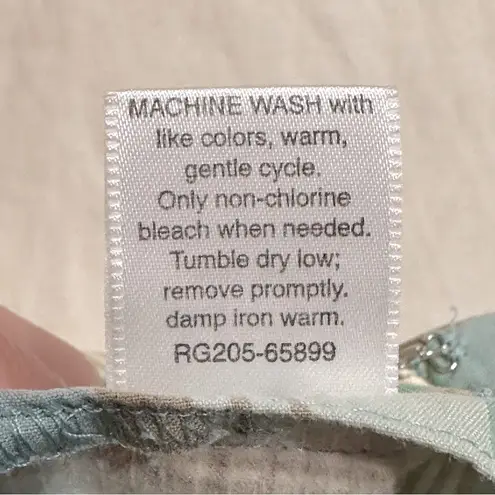 MACHINE WASH with
like colors, warm,
gentle cycle.
Only non-chlorine
bleach when needed.
Tumble dry low;
remove promptly.
damp iron warm.
RG205-65899